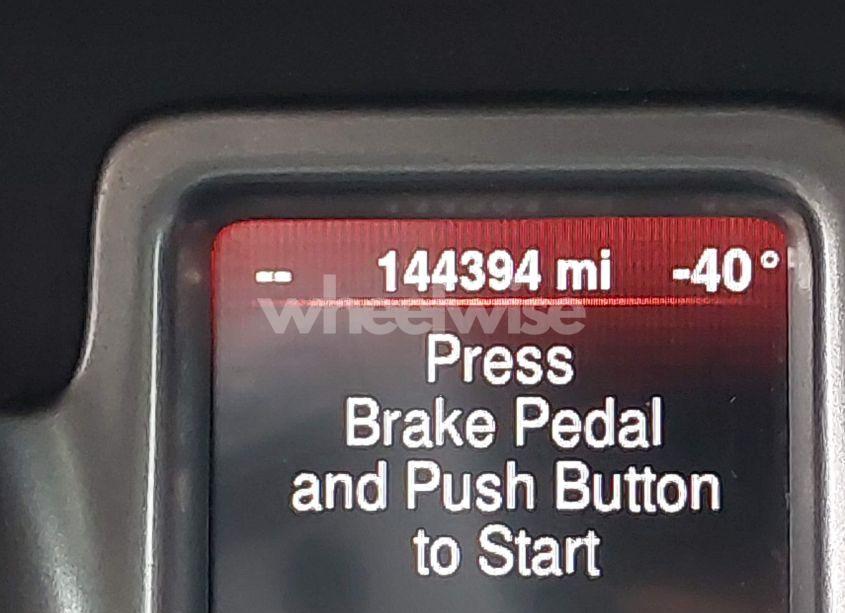 -- 144394 mi -40°
wheelwise
Press
Brake Pedal
and Push Button
to Start